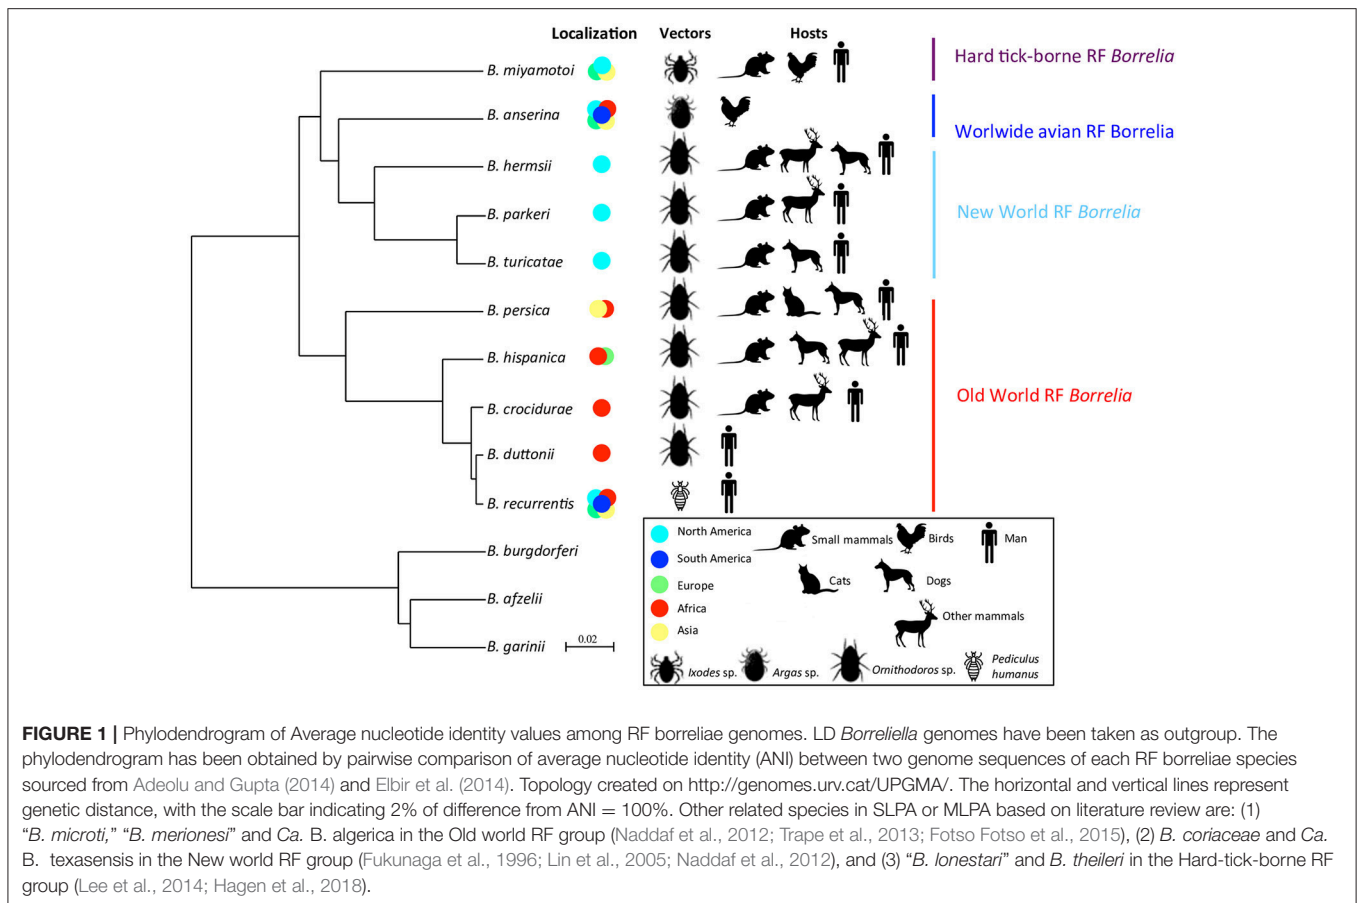 Localization Vectors Hosts
B. miyamotoi
Hard tick-borne RF Borrelia
B. anserina
Worlwide avian RF Borrelia
B. hermsii
B. parkeri
New World RF Borrelia
B. turicatae
B. persica
B. hispanica
B. crocidurae
Old World RF Borrelia
B. duttonii
B. recurrentis
B. burgdorferi
B. afzelii
B. garinii
0.02
North America
South America
Europe
Africa
Asia
Small mammals
Birds
Man
Cats
Dogs
Other mammals
Ixodes sp.
Argas sp.
Ornithodoros sp.
Pediculus
humanus
FIGURE 1 | Phylodendrogram of Average nucleotide identity values among RF borreliae genomes. LD Borreliella genomes have been taken as outgroup. The
phylodendrogram has been obtained by pairwise comparison of average nucleotide identity (ANI) between two genome sequences of each RF borreliae species
sourced from Adeolu and Gupta (2014) and Elbir et al. (2014). Topology created on http://genomes.urv.cat/UPGMA/. The horizontal and vertical lines represent
genetic distance, with the scale bar indicating 2% of difference from ANI = 100%. Other related species in SLPA or MLPA based on literature review are: (1)
“B. microti,” “B. merionesi” and Ca. B. algerica in the Old world RF group (Naddaf et al., 2012; Trape et al., 2013; Fotso Fotso et al., 2015), (2) B. coriaceae and Ca.
B. texasensis in the New world RF group (Fukunaga et al., 1996; Lin et al., 2005; Naddaf et al., 2012), and (3) “B. lonestari” and B. theileri in the Hard-tick-borne RF
group (Lee et al., 2014; Hagen et al., 2018).